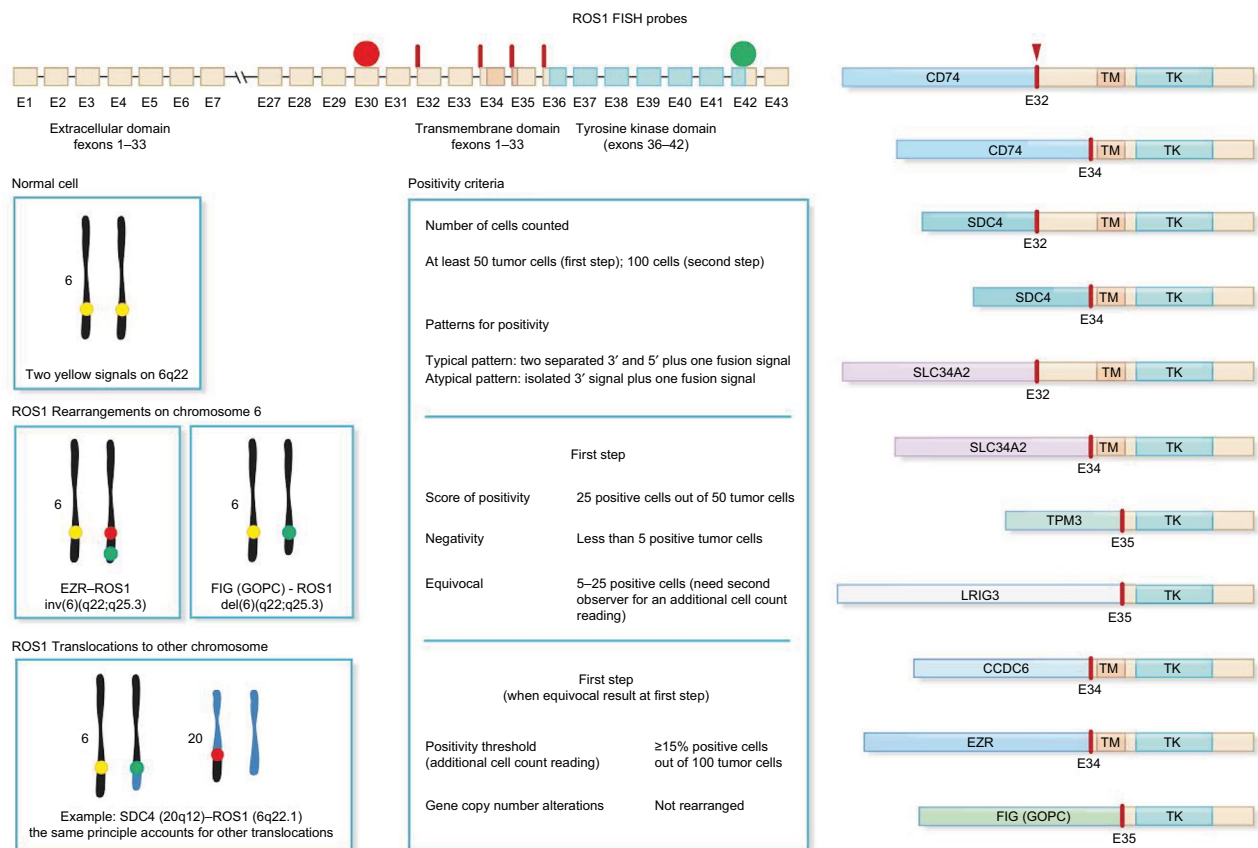 ROS1 FISH probes
E1 E2 E3 E4 E5 E6 E7 E27 E28 E29 E30 E31 E32 E33 E34 E35 E36 E37 E38 E39 E40 E41 E42 E43
Extracellular domain
fexons 1–33
Transmembrane domain
fexons 1–33
Tyrosine kinase domain
(exons 36–42)
Normal cell
6
Two yellow signals on 6q22
ROS1 Rearrangements on chromosome 6
6
EZR–ROS1
inv(6)(q22;q25.3)
6
FIG (GOPC) - ROS1
del(6)(q22;q25.3)
ROS1 Translocations to other chromosome
6
20
Example: SDC4 (20q12)–ROS1 (6q22.1)
the same principle accounts for other translocations
Positivity criteria
Number of cells counted
At least 50 tumor cells (first step); 100 cells (second step)
Patterns for positivity
Typical pattern: two separated 3′ and 5′ plus one fusion signal
Atypical pattern: isolated 3′ signal plus one fusion signal
First step
Score of positivity 25 positive cells out of 50 tumor cells
Negativity Less than 5 positive tumor cells
Equivocal 5–25 positive cells (need second
observer for an additional cell count
reading)
First step
(when equivocal result at first step)
Positivity threshold ≥15% positive cells
(additional cell count reading) out of 100 tumor cells
Gene copy number alterations Not rearranged
CD74 TM TK
E32
CD74 TM TK
E34
SDC4 TM TK
E32
SDC4 TM TK
E34
SLC34A2 TM TK
E32
SLC34A2 TM TK
E34
TPM3 TK
E35
LRIG3 TK
E35
CCDC6 TM TK
E34
EZR TM TK
E34
FIG (GOPC) TK
E35